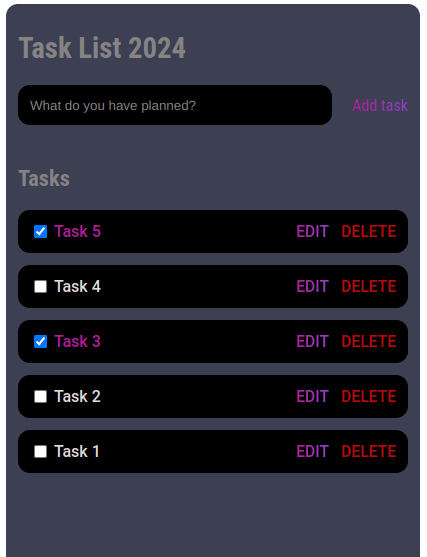 Task List 2024
What do you have planned? Add task
Tasks
Task 5 EDIT DELETE
Task 4 EDIT DELETE
Task 3 EDIT DELETE
Task 2 EDIT DELETE
Task 1 EDIT DELETE